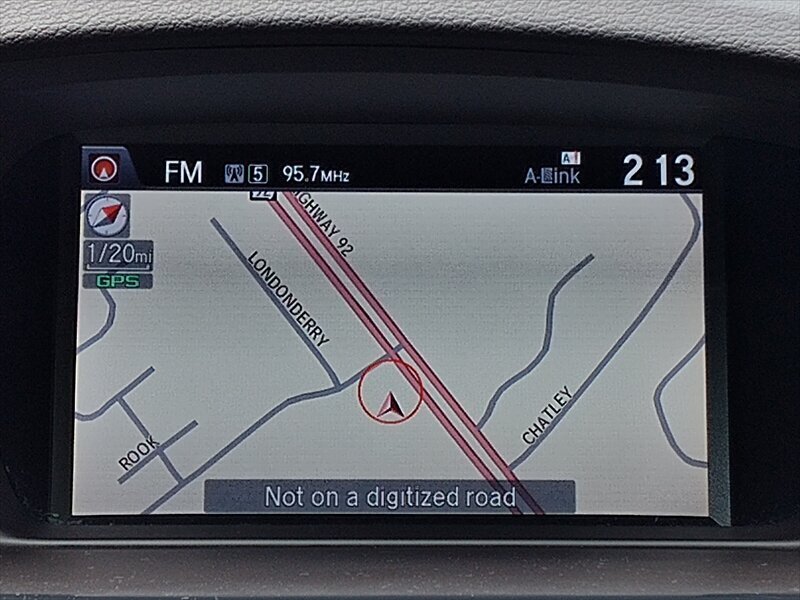 FM 5 95.7MHz A-Link 2 13
HIGHWAY 92
1/20mi
GPS
LONDONDERRY
CHATLEY
ROOK
Not on a digitized road